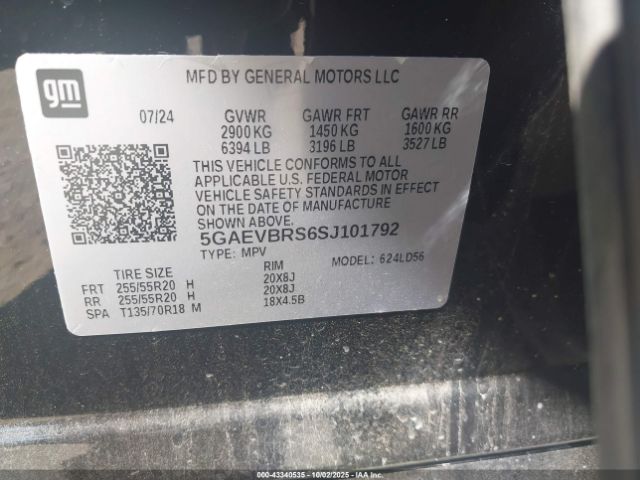 gm
MFD BY GENERAL MOTORS LLC
07/24 GVWR GAWR FRT GAWR RR
2900 KG 1450 KG 1600 KG
6394 LB 3196 LB 3527 LB
THIS VEHICLE CONFORMS TO ALL
APPLICABLE U.S. FEDERAL MOTOR
VEHICLE SAFETY STANDARDS IN EFFECT
ON THE DATE OF MANUFACTURE
SHOWN ABOVE.
5GAEVBRS6SJ101792
TYPE: MPV MODEL: 624LD56
TIRE SIZE RIM
FRT 255/55R20 H 20X8J
RR 255/55R20 H 20X8J
SPA T135/70R18 M 18X4.5B
000-43340535 - 10/02/2025 - IAA Inc.